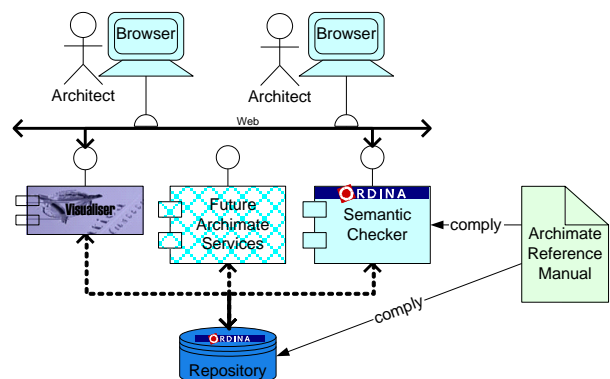 Browser
Browser
Architect
Architect
Web
Visualiser
Future
Archimate
Services
ORDINA
Semantic
Checker
comply
Archimate
Reference
Manual
comply
ORDINA
Repository